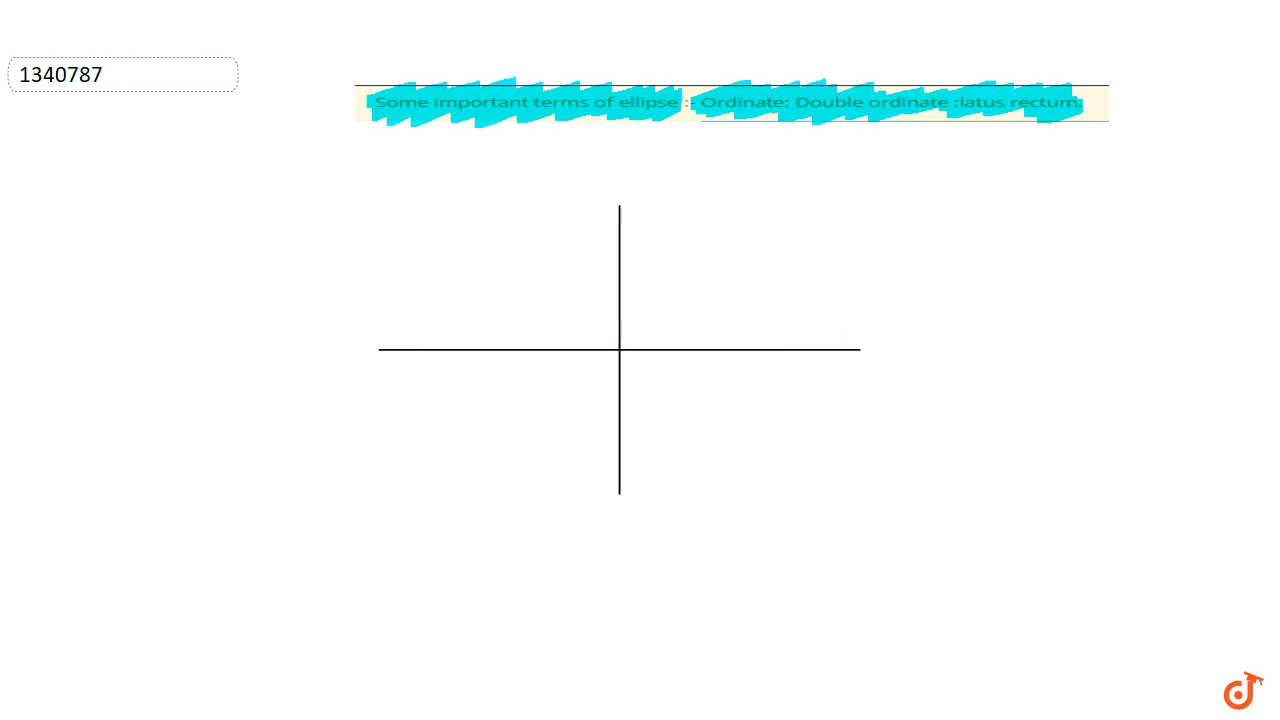 1340787
Some important terms of ellipse :- Ordinate; Double ordinate :latus rectum.